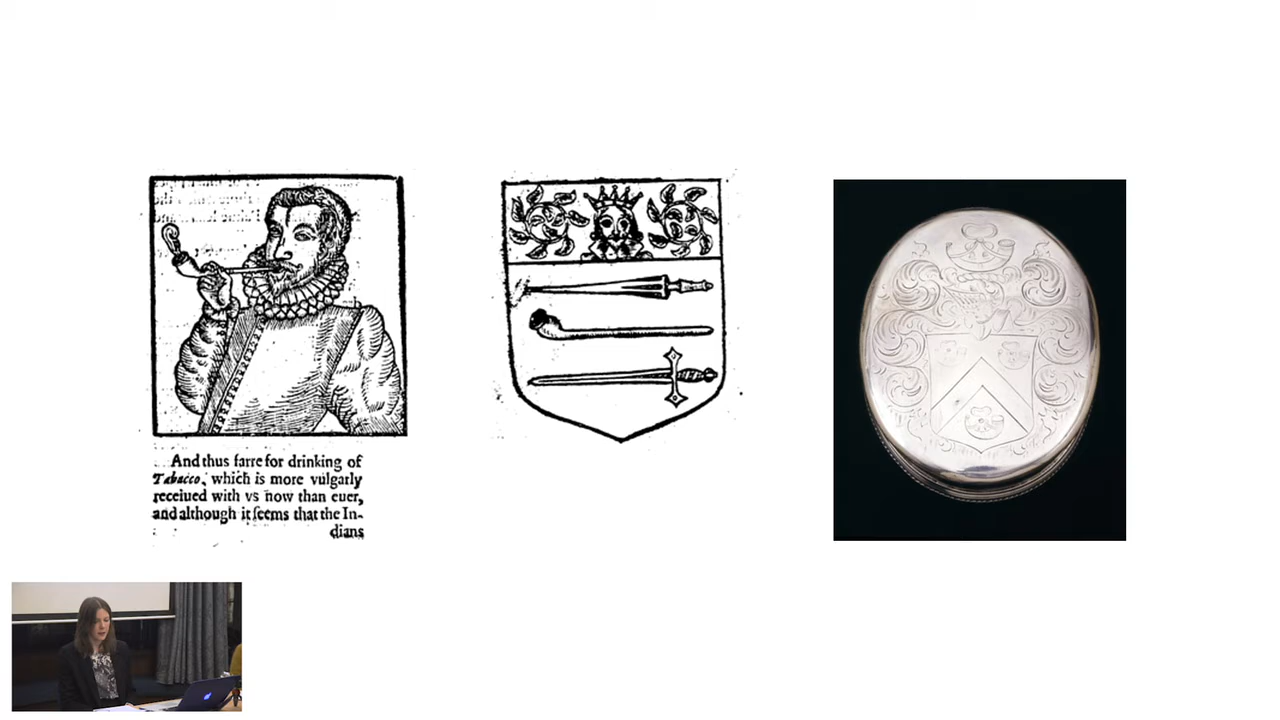 And thus farre for drinking of
Tabacco, which is more vulgarly
receiued with vs now than euer,
and although it seems that the In-
dians